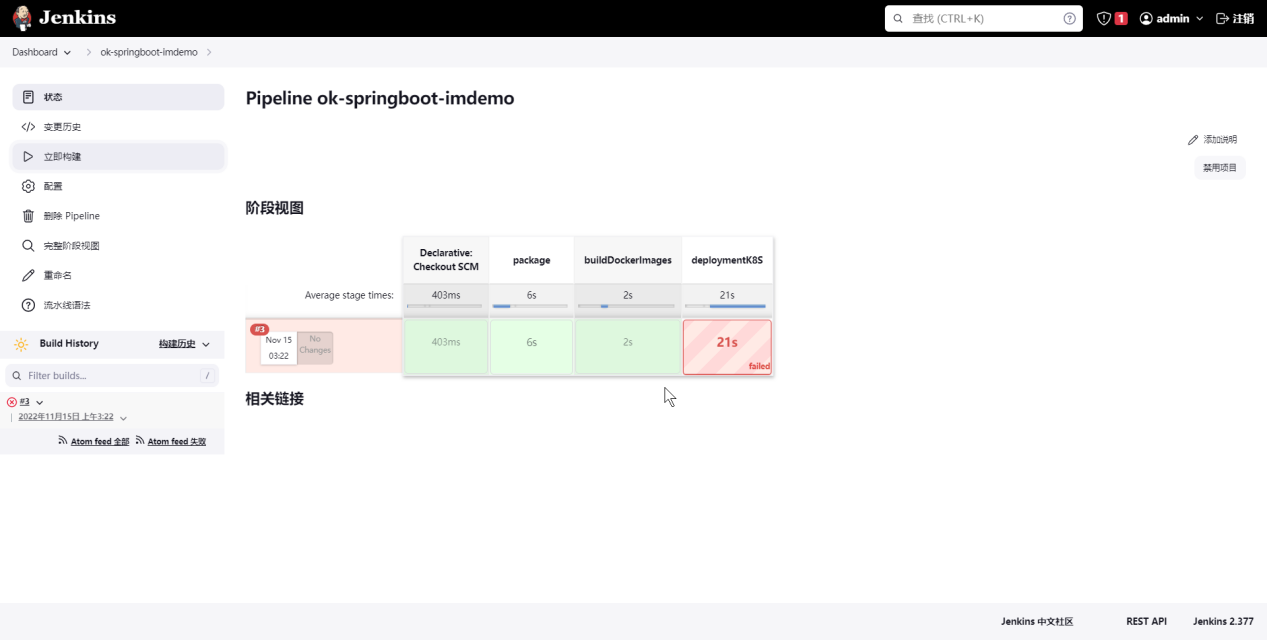 Jenkins
查找 (CTRL+K)
1
admin
注销
Dashboard
ok-springboot-imdemo
状态
变更历史
立即构建
配置
删除 Pipeline
完整阶段视图
重命名
流水线语法
Build History
构建历史
Filter builds...
/
#3
2022年11月15日 上午3:22
Atom feed 全部
Atom feed 失败
Pipeline ok-springboot-imdemo
添加说明
禁用项目
阶段视图
Declarative:
Checkout SCM
package
buildDockerImages
deploymentK8S
Average stage times:
403ms
6s
2s
21s
#3
Nov 15
03:22
No
Changes
403ms
6s
2s
21s
failed
相关链接
Jenkins 中文社区
REST API
Jenkins 2.377